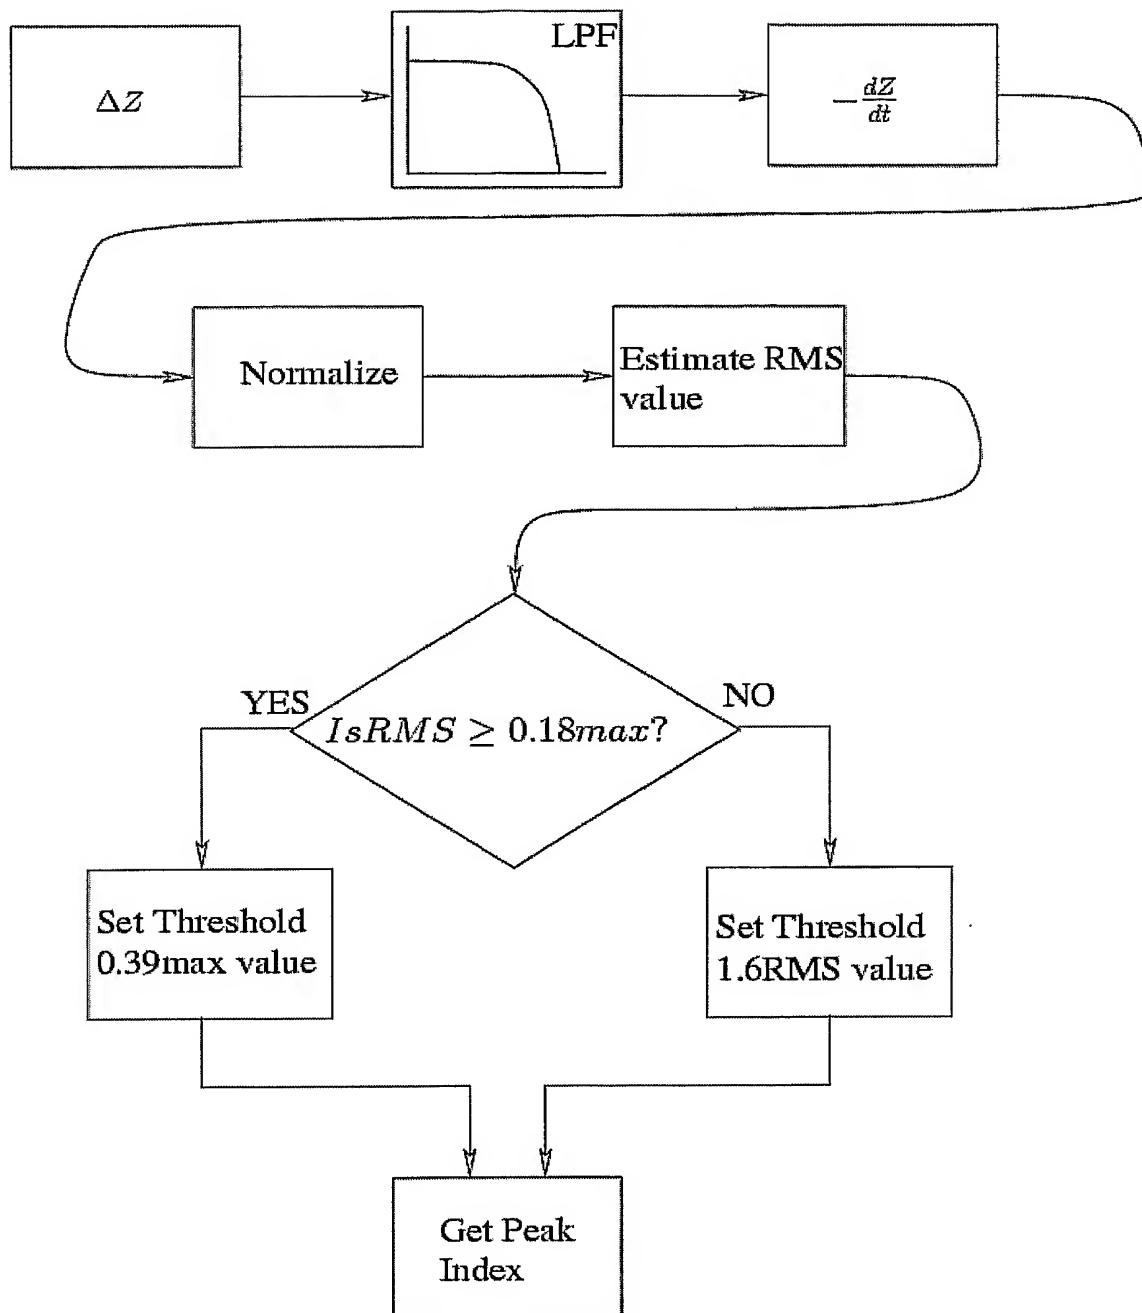 ΔZ
LPF
-dZ/dt
Normalize
Estimate RMS
value
YES
NO
IsRMS ≥ 0.18max?
Set Threshold
0.39max value
Set Threshold
1.6RMS value
Get Peak
Index